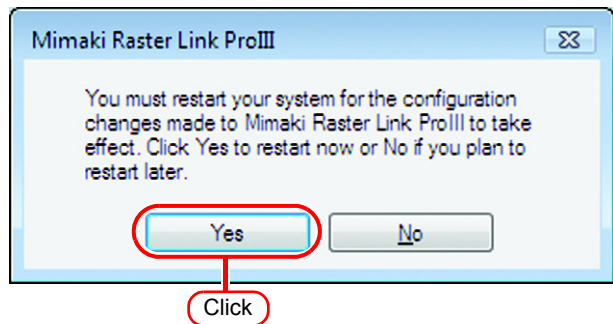 Mimaki Raster Link ProIII
You must restart your system for the configuration
changes made to Mimaki Raster Link ProIII to take
effect. Click Yes to restart now or No if you plan to
restart later.
Yes
No
Click